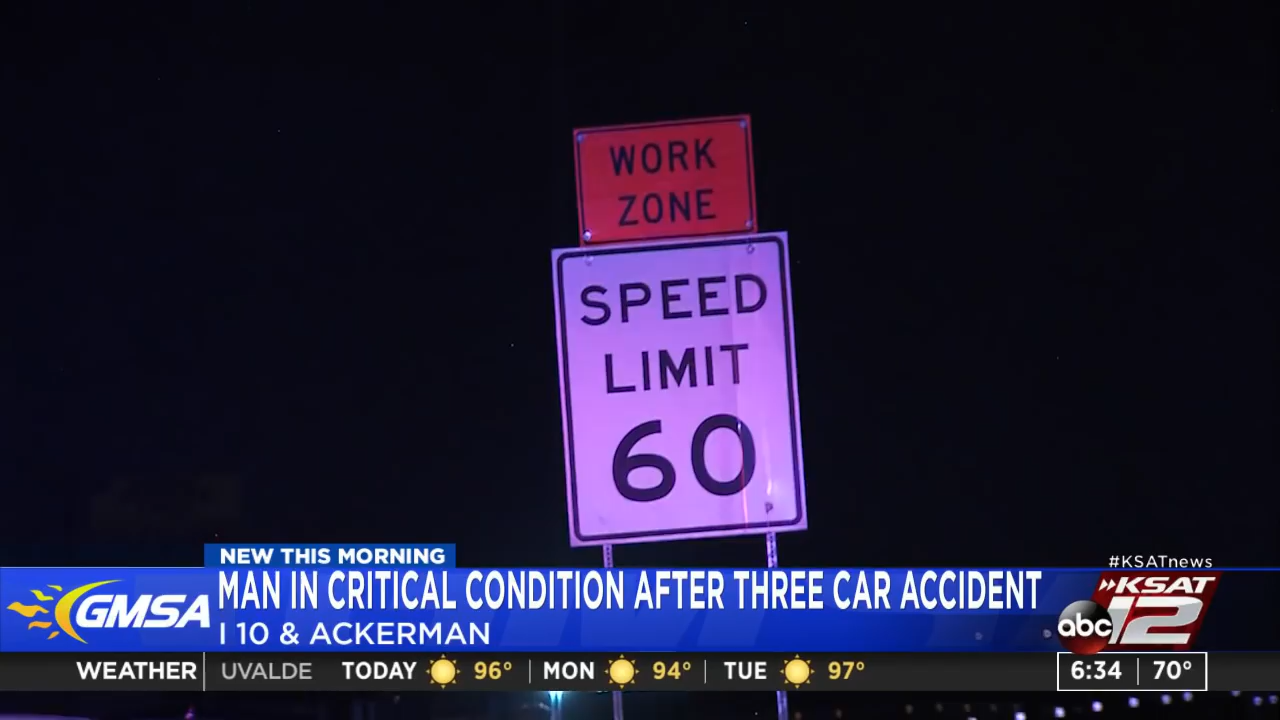 WORK
ZONE
SPEED
LIMIT
60
P
NEW THIS MORNING
#KSATnews
MAN IN CRITICAL CONDITION AFTER THREE CAR ACCIDENT
GMSA
I 10 & ACKERMAN
KSAT
abc 12
WEATHER UVALDE TODAY 96° MON 94° TUE 97° 6:34 70°